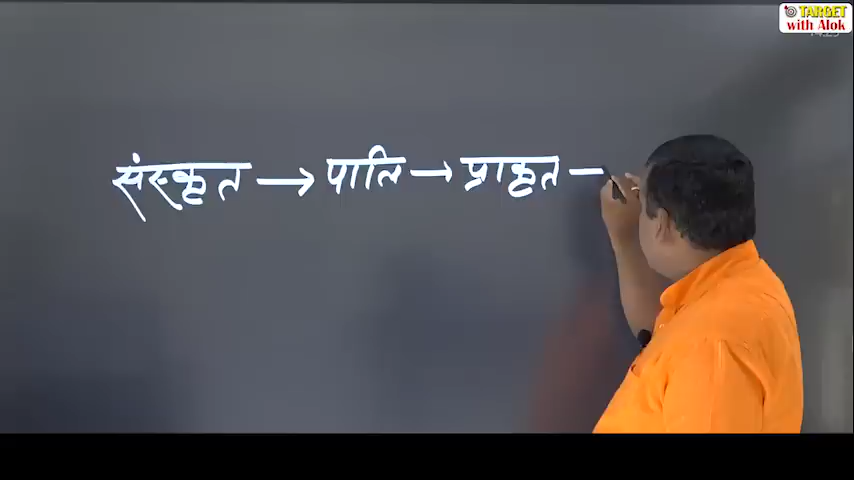 TARGET
with Alok
संस्कृत → पालि → प्राकृत –